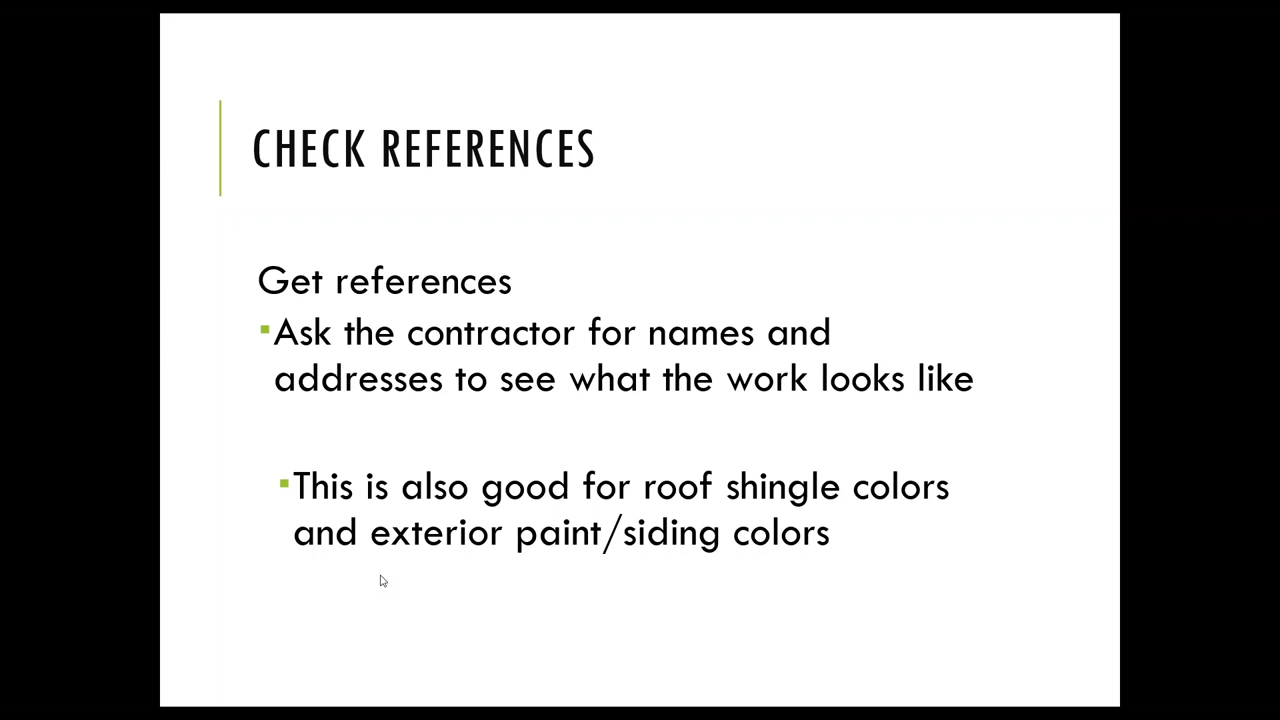 CHECK REFERENCES
Get references
▪Ask the contractor for names and
addresses to see what the work looks like
▪This is also good for roof shingle colors
and exterior paint/siding colors